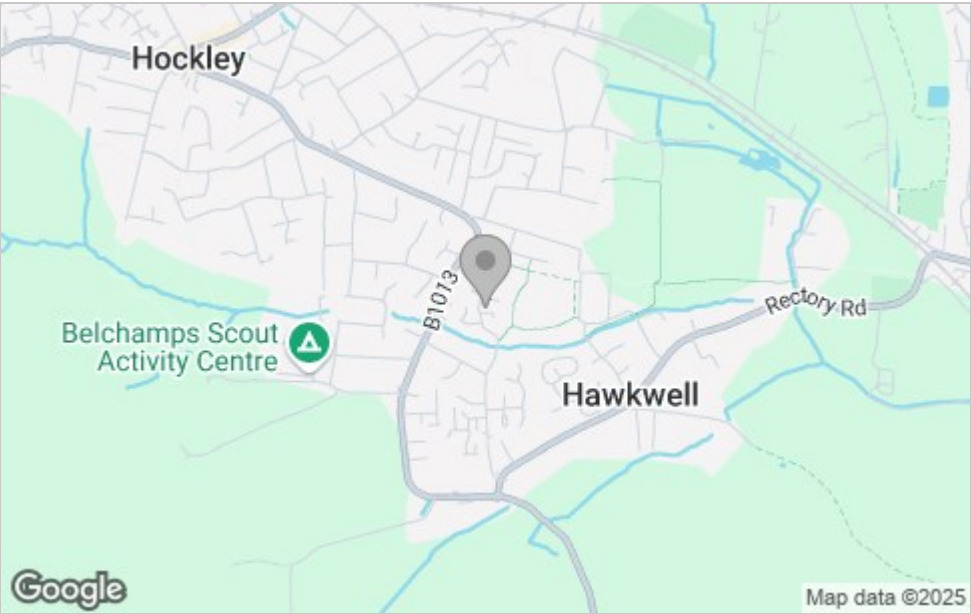 Hockley
B1013
Rectory Rd
Belchamps Scout
Activity Centre
Hawkwell
Google
Map data ©2025